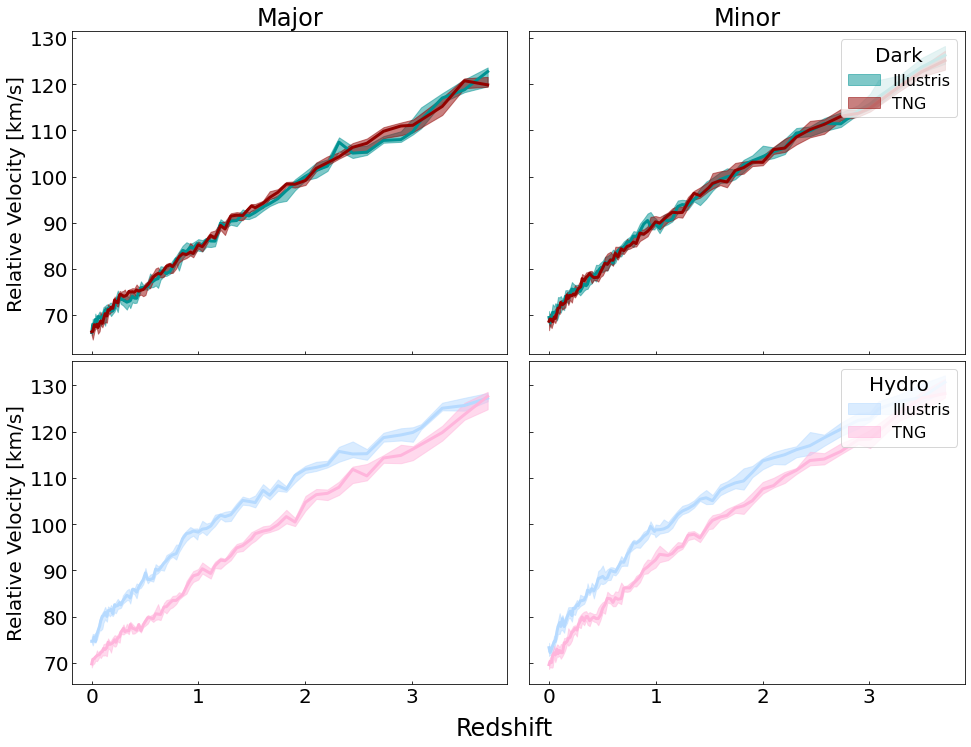 Major
Minor
Relative Velocity [km/s]
130
120
110
100
90
80
70
Dark
Illustris
TNG
Relative Velocity [km/s]
130
120
110
100
90
80
70
Hydro
Illustris
TNG
0 1 2 3
0 1 2 3
Redshift